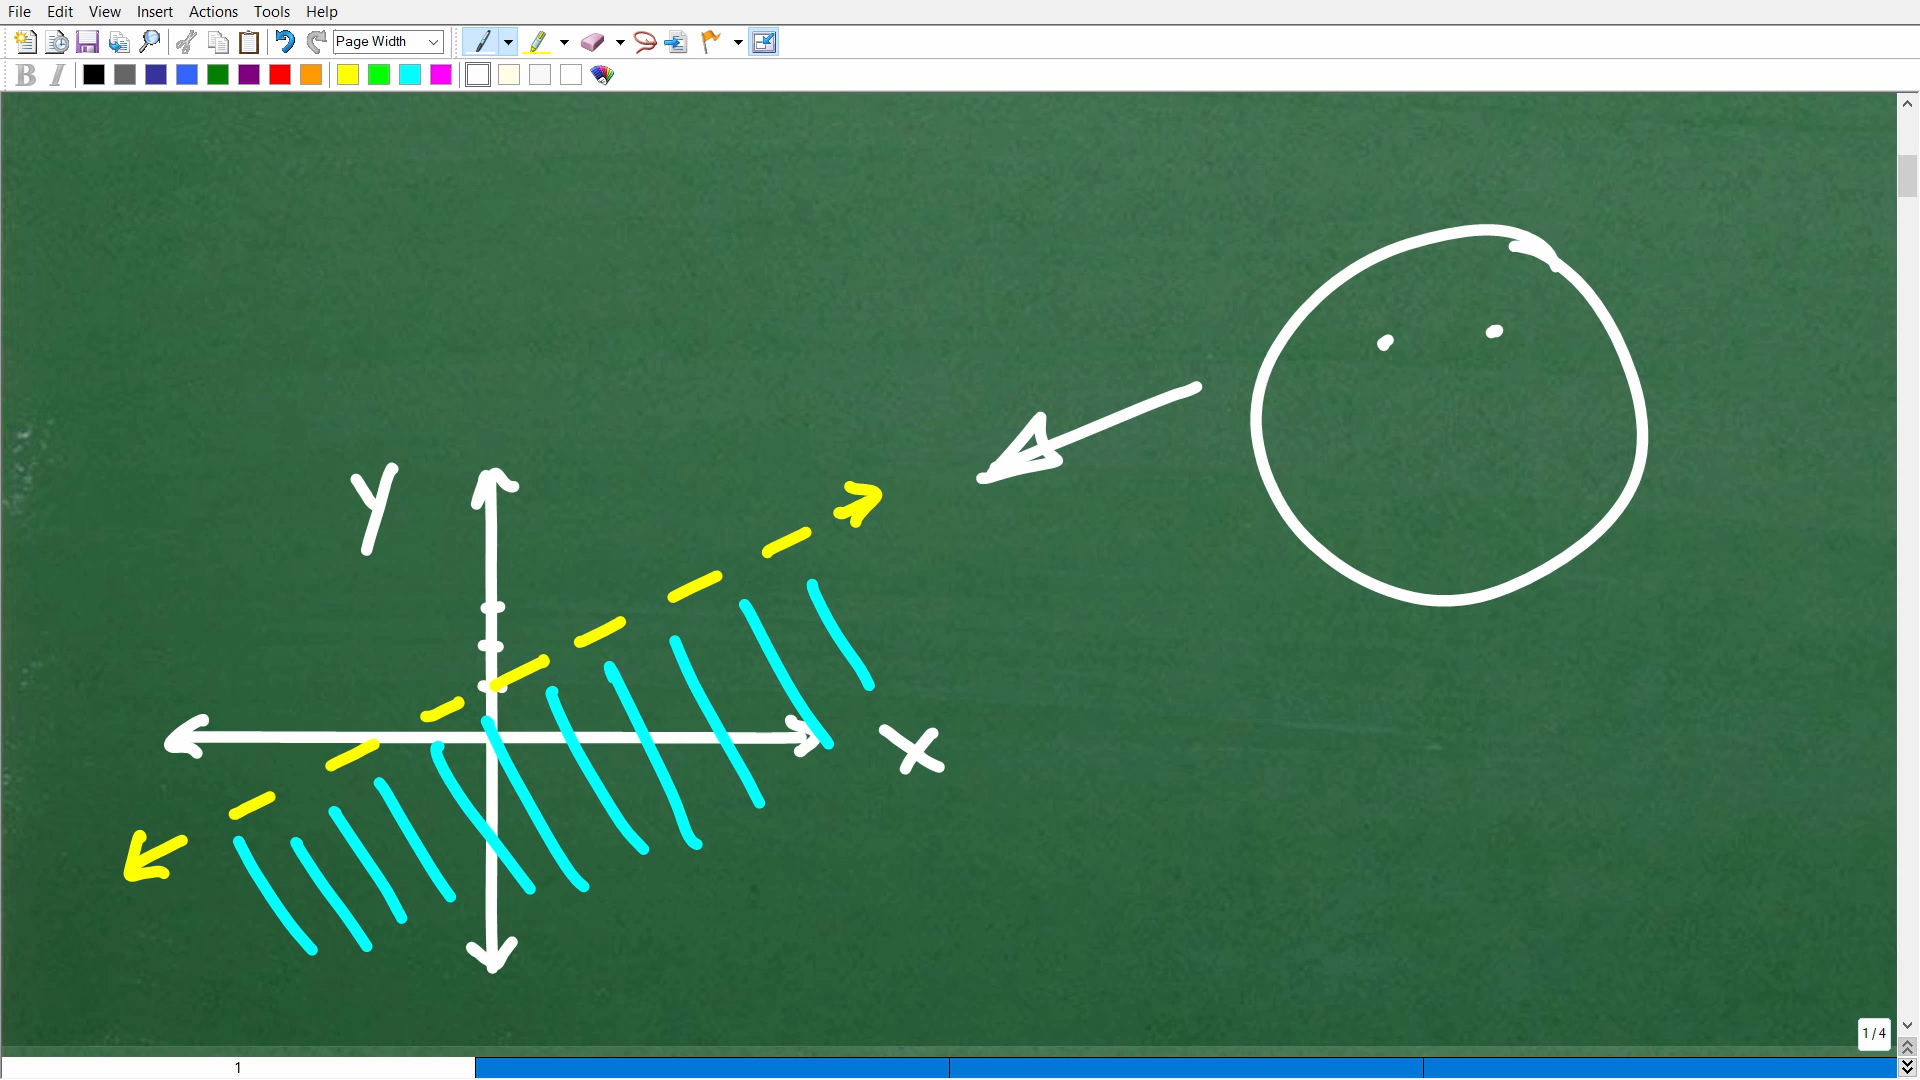 File Edit View Insert Actions Tools Help
Page Width
B I
y
x
1 / 4
1